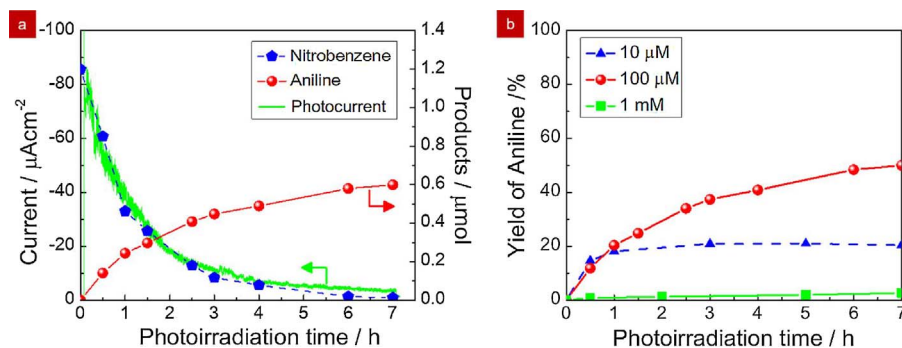 a
-100
-80
-60
-40
-20
0
Current / μAcm-2
1.4
1.2
1.0
0.8
0.6
0.4
0.2
0.0
Products / μmol
Nitrobenzene
Aniline
Photocurrent
0 1 2 3 4 5 6 7
Photoirradiation time / h
b
100
80
60
40
20
0
Yield of Aniline /%
10 μM
100 μM
1 mM
0 1 2 3 4 5 6 7
Photoirradiation time / h